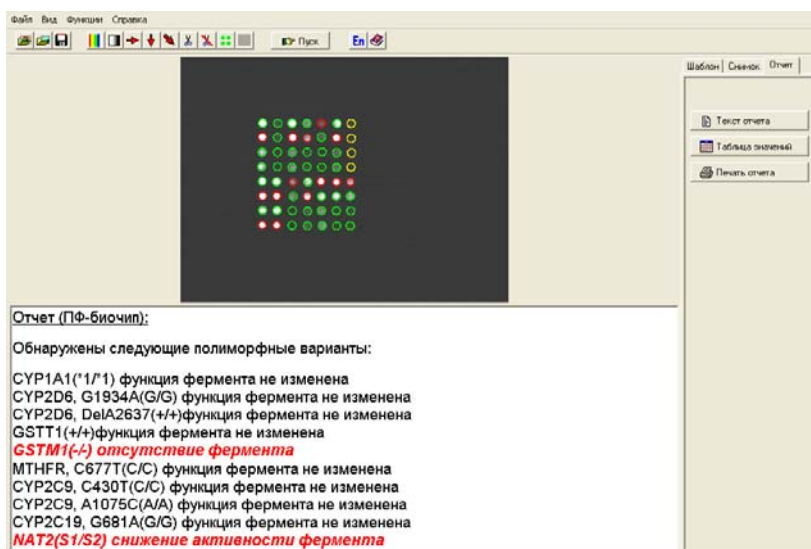 Файл Вид Функции Справка
Пуск En
Шаблон Снимок Отчет
Текст отчета
Таблица значений
Печать отчета
Отчет (ПФ-биочип):
Обнаружены следующие полиморфные варианты:
CYP1A1(*1/*1) функция фермента не изменена
CYP2D6, G1934A(G/G) функция фермента не изменена
CYP2D6, DelA2637(+/+)функция фермента не изменена
GSTT1(+/+)функция фермента не изменена
GSTM1(-/-) отсутствие фермента
MTHFR, C677T(C/C) функция фермента не изменена
CYP2C9, C430T(C/C) функция фермента не изменена
CYP2C9, A1075C(A/A) функция фермента не изменена
CYP2C19, G681A(G/G) функция фермента не изменена
NAT2(S1/S2) снижение активности фермента